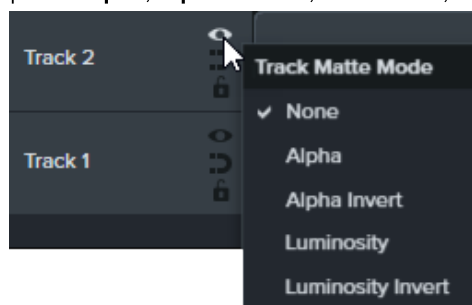 Track 2
Track Matte Mode
None
Alpha
Track 1
Alpha Invert
Luminosity
Luminosity Invert